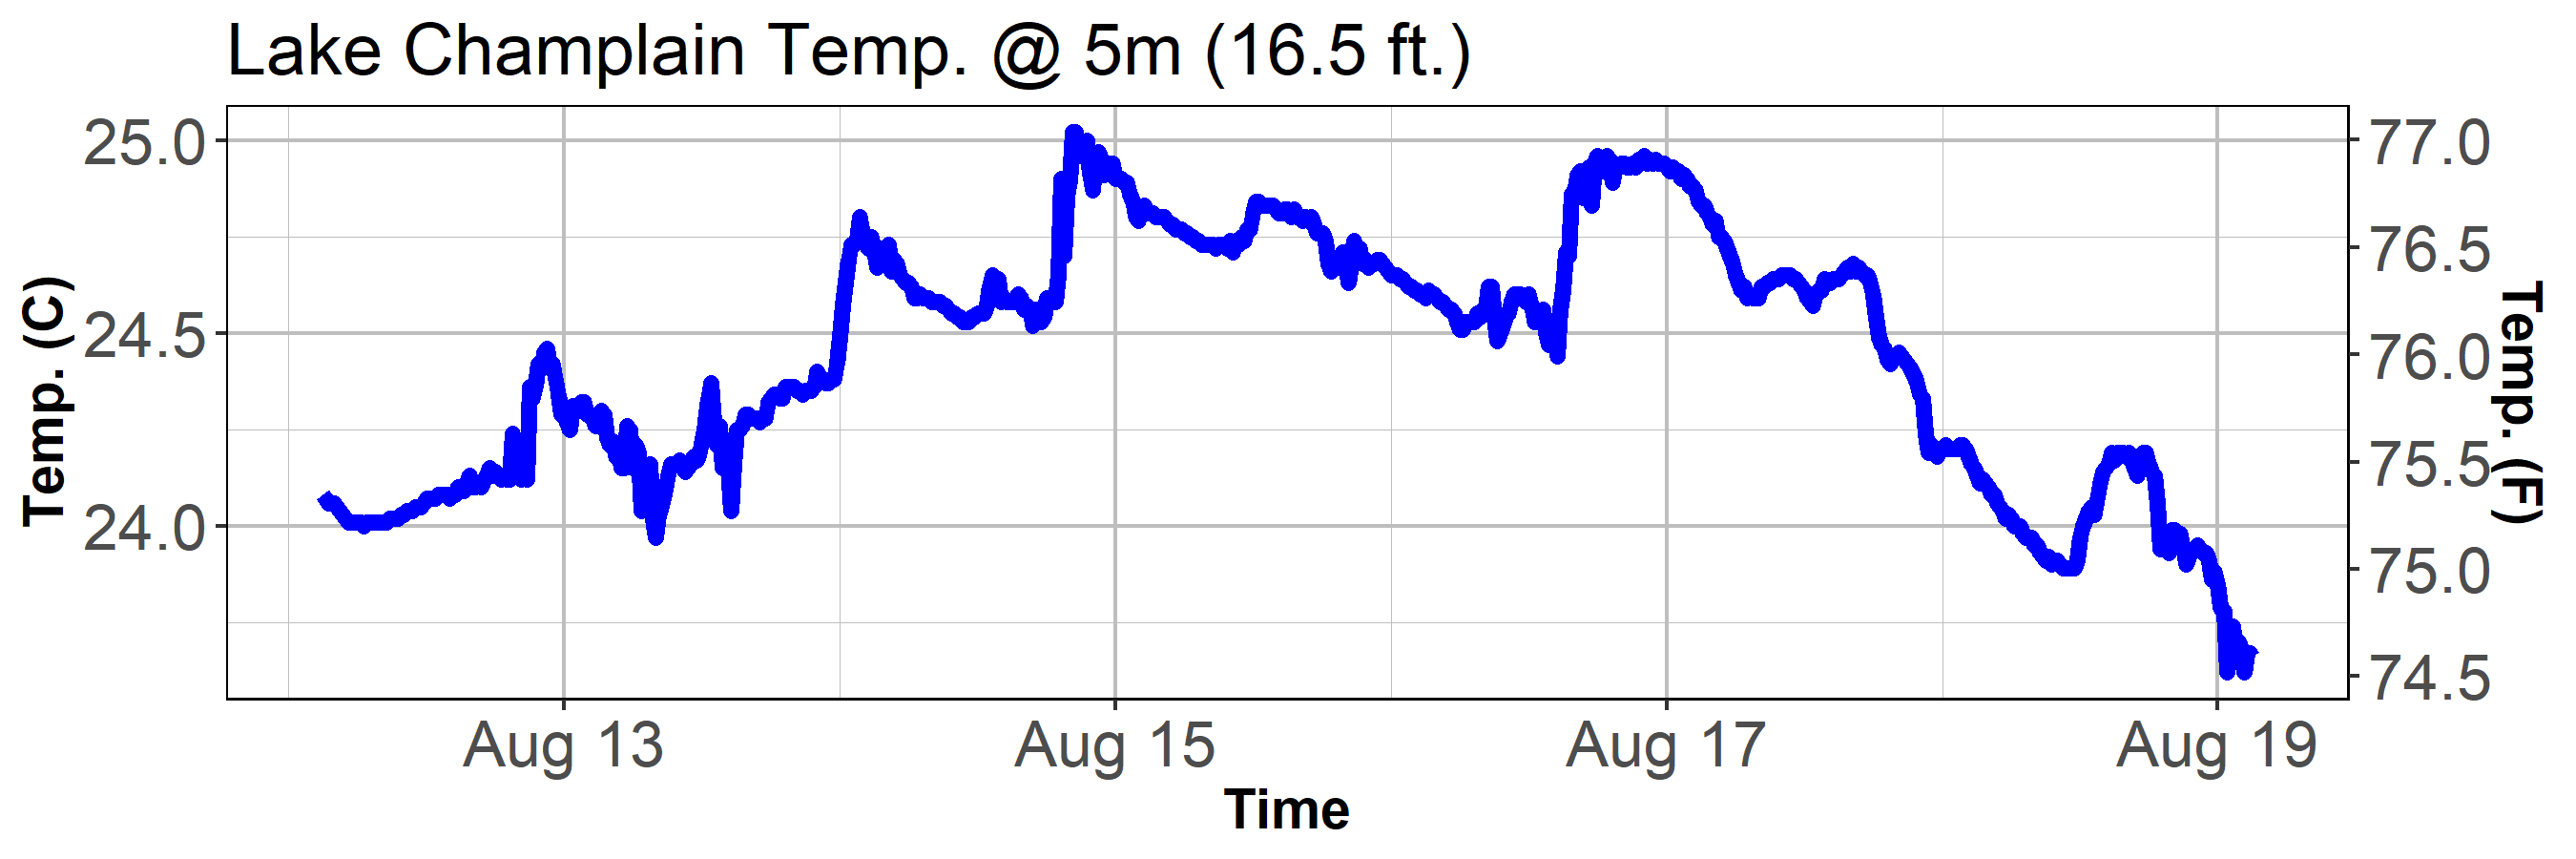 Lake Champlain Temp. @ 5m (16.5 ft.)
Temp. (C)
25.0
24.5
24.0
77.0
76.5
76.0
75.5
75.0
74.5
Temp. (F)
Aug 13
Aug 15
Aug 17
Aug 19
Time